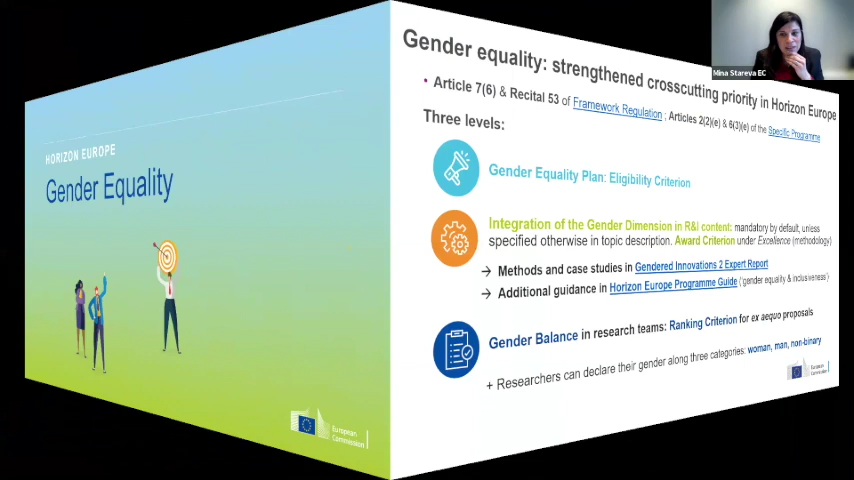 HORIZON EUROPE
Gender Equality
European
Commission
Gender equality: strengthened crosscutting priority in Horizon Europe
• Article 7(6) & Recital 53 of Framework Regulation ; Articles 2(2)(e) & 6(3)(e) of the Specific Programme
Three levels:
Gender Equality Plan: Eligibility Criterion
Integration of the Gender Dimension in R&I content: mandatory by default, unless
specified otherwise in topic description. Award Criterion under Excellence (methodology)
→ Methods and case studies in Gendered Innovations 2 Expert Report
→ Additional guidance in Horizon Europe Programme Guide ('gender equality & inclusiveness')
Gender Balance in research teams: Ranking Criterion for ex aequo proposals
+ Researchers can declare their gender along three categories: woman, man, non-binary
European
Commission
Mina Stareva EC